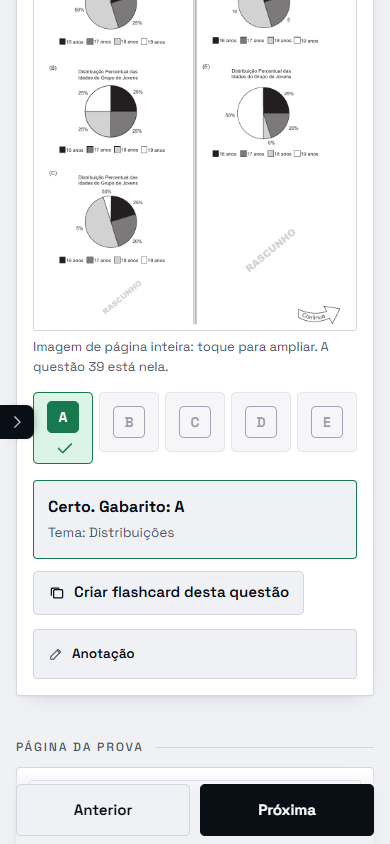 50%
25%
16 anos 17 anos 18 anos 19 anos
(B)
Distribuição Percentual das
Idades do Grupo de Jovens
25%
25%
25%
25%
16 anos 17 anos 18 anos 19 anos
(C)
Distribuição Percentual das
Idades do Grupo de Jovens
50%
25%
5%
20%
16 anos 17 anos 18 anos 19 anos
RASCUNHO
10
5
16 anos 17 anos 18 anos 19 anos
(E)
Distribuição Percentual das
Idades do Grupo de Jovens
25%
50%
20%
5%
16 anos 17 anos 18 anos 19 anos
RASCUNHO
Continua
Imagem de página inteira: toque para ampliar. A
questão 39 está nela.
A B C D E
Certo. Gabarito: A
Tema: Distribuições
Criar flashcard desta questão
Anotação
PÁGINA DA PROVA
Anterior Próxima